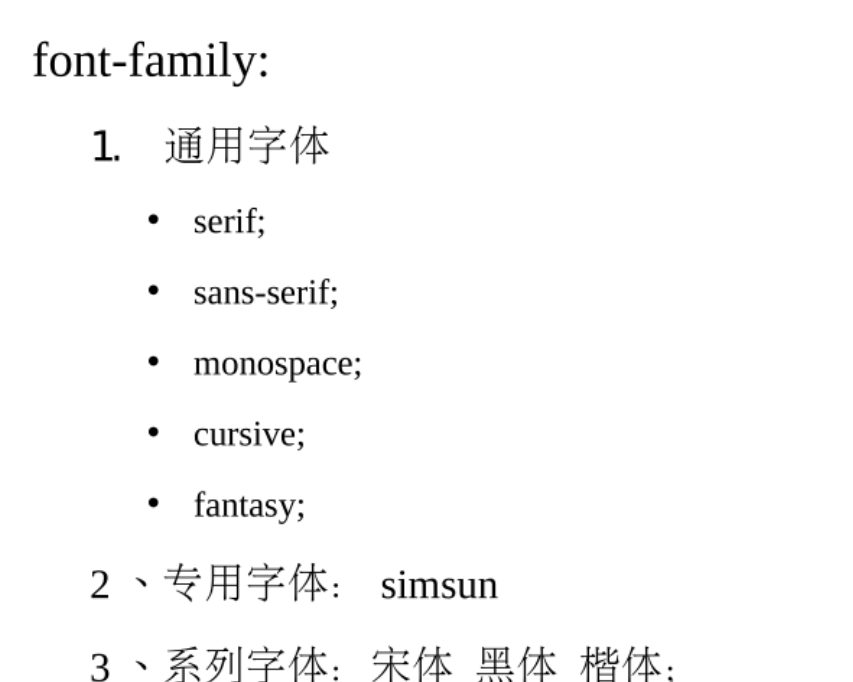 font-family:
1. 通用字体
• serif;
• sans-serif;
• monospace;
• cursive;
• fantasy;
2 、专用字体： simsun
3 、系列字体： 宋体 黑体 楷体；